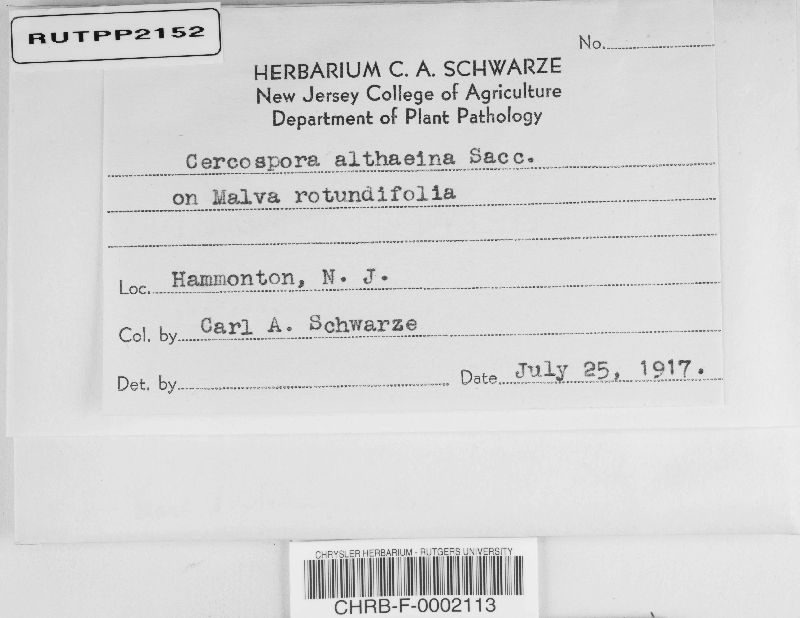 RUTPP2152
No.
HERBARIUM C. A. SCHWARZE
New Jersey College of Agriculture
Department of Plant Pathology
Cercospora althaeina Sacc.
on Malva rotundifolia
Loc. Hammonton, N. J.
Col. by Carl A. Schwarze
Det. by Date July 25, 1917.
CHRYSLER HERBARIUM - RUTGERS UNIVERSITY
CHRB-F-0002113